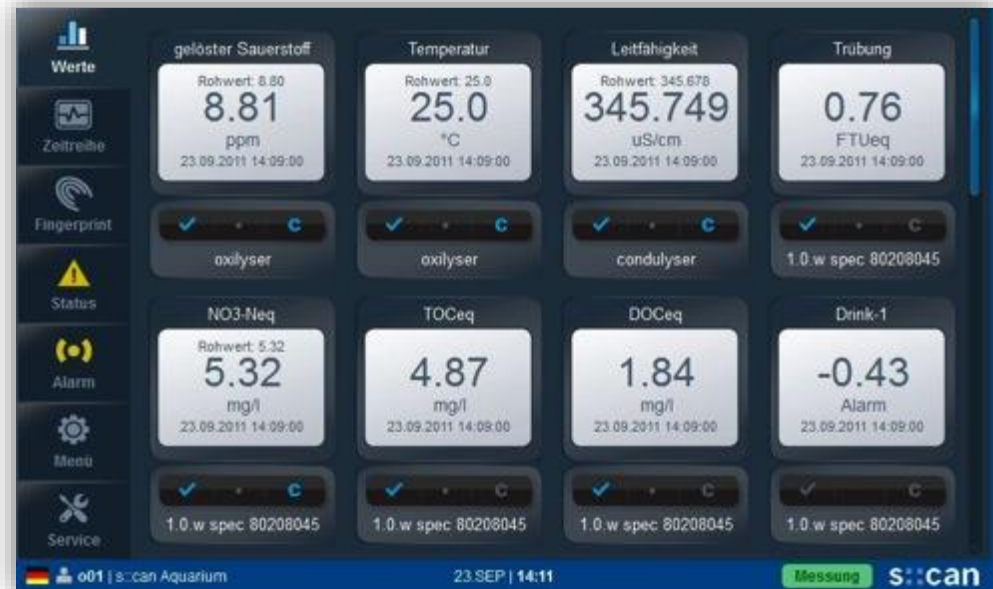 Werte
Zeitreihe
Fingerprint
Status
Alarm
Menü
Service
gelöster Sauerstoff
Rohwert: 8.80
8.81
ppm
23.09.2011 14:09:00
C
oxilyser
Temperatur
Rohwert: 25.0
25.0
°C
23.09.2011 14:09:00
C
oxilyser
Leitfähigkeit
Rohwert: 345.678
345.749
uS/cm
23.09.2011 14:09:00
C
condulyser
Trübung
0.76
FTUeq
23.09.2011 14:09:00
C
1.0.w spec 80208045
NO3-Neq
Rohwert: 5.32
5.32
mg/l
23.09.2011 14:09:00
C
1.0.w spec 80208045
TOCeq
4.87
mg/l
23.09.2011 14:09:00
C
1.0.w spec 80208045
DOCeq
1.84
mg/l
23.09.2011 14:09:00
C
1.0.w spec 80208045
Drink-1
-0.43
Alarm
23.09.2011 14:09:00
C
1.0.w spec 80208045
o01 | s::can Aquarium
23.SEP | 14:11
Messung
s::can